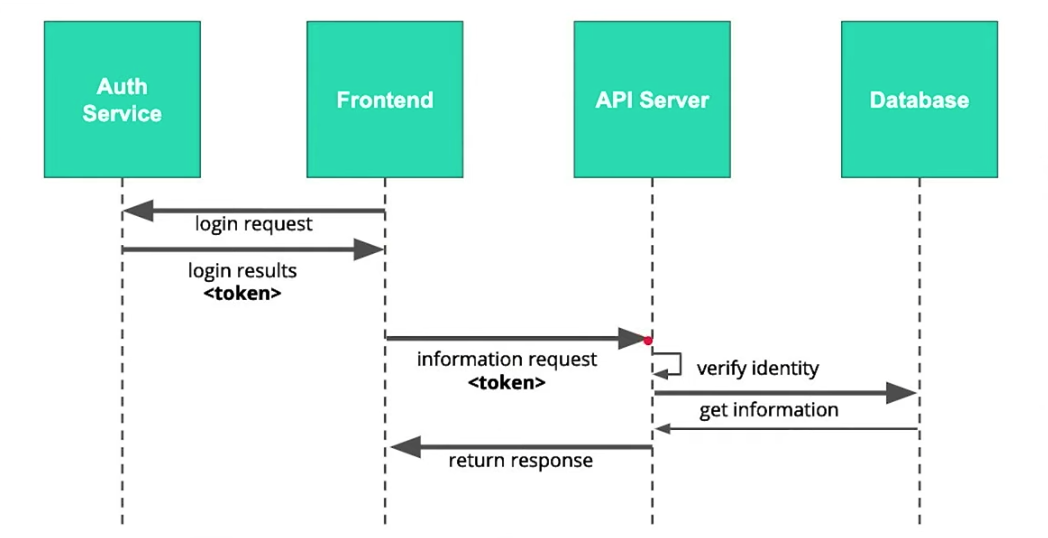 Auth
Service
Frontend
API Server
Database
login request
login results
<token>
information request
<token>
verify identity
get information
return response